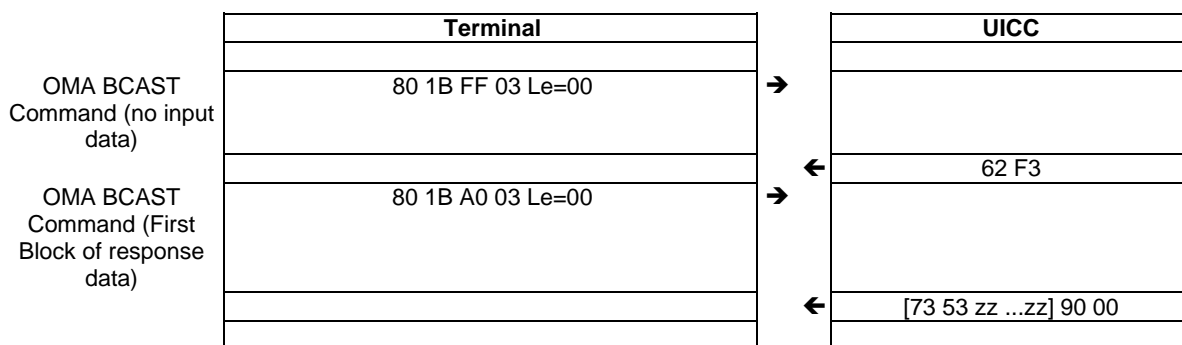 Terminal UICC
OMA BCAST 80 1B FF 03 Le=00 ➔
Command (no input
data)
🡰 62 F3
OMA BCAST 80 1B A0 03 Le=00 ➔
Command (First
Block of response
data)
🡰 [73 53 zz ...zz] 90 00